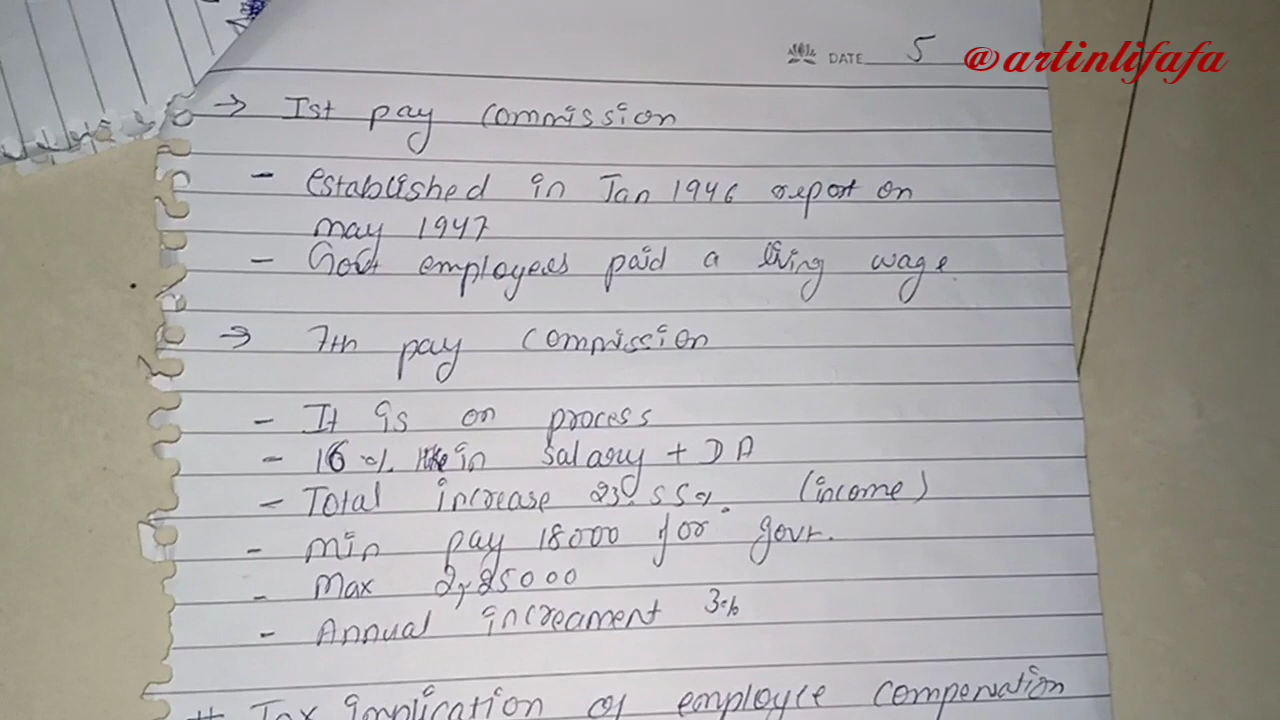 DATE 5
@artinlifafa
→ Ist pay commission
- established in Jan 1946 report on
may 1947
- Govt employees paid a living wage
→ 7th pay commission
- It is on process
- 16 % Hike in salary + DA
- Total increase 23.55% (income)
- Min pay 18000 for govt.
- Max 2,25000
- Annual increament 3%
# Tax implication of employee compensation